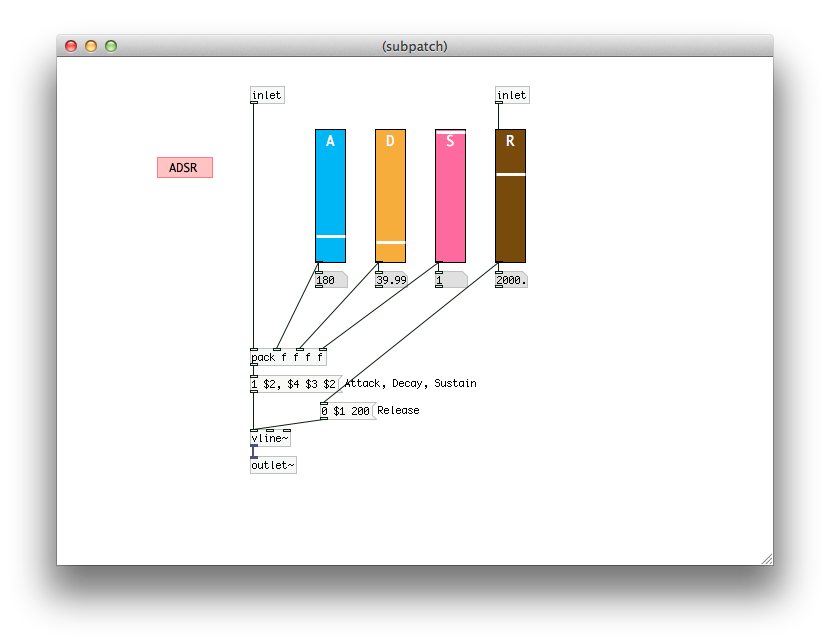 (subpatch)
inlet
inlet
A
D
S
R
ADSR
180
39.99
1
2000.
pack f f f f
1 $2, $4 $3 $2
Attack, Decay, Sustain
0 $1 200
Release
vline~
outlet~